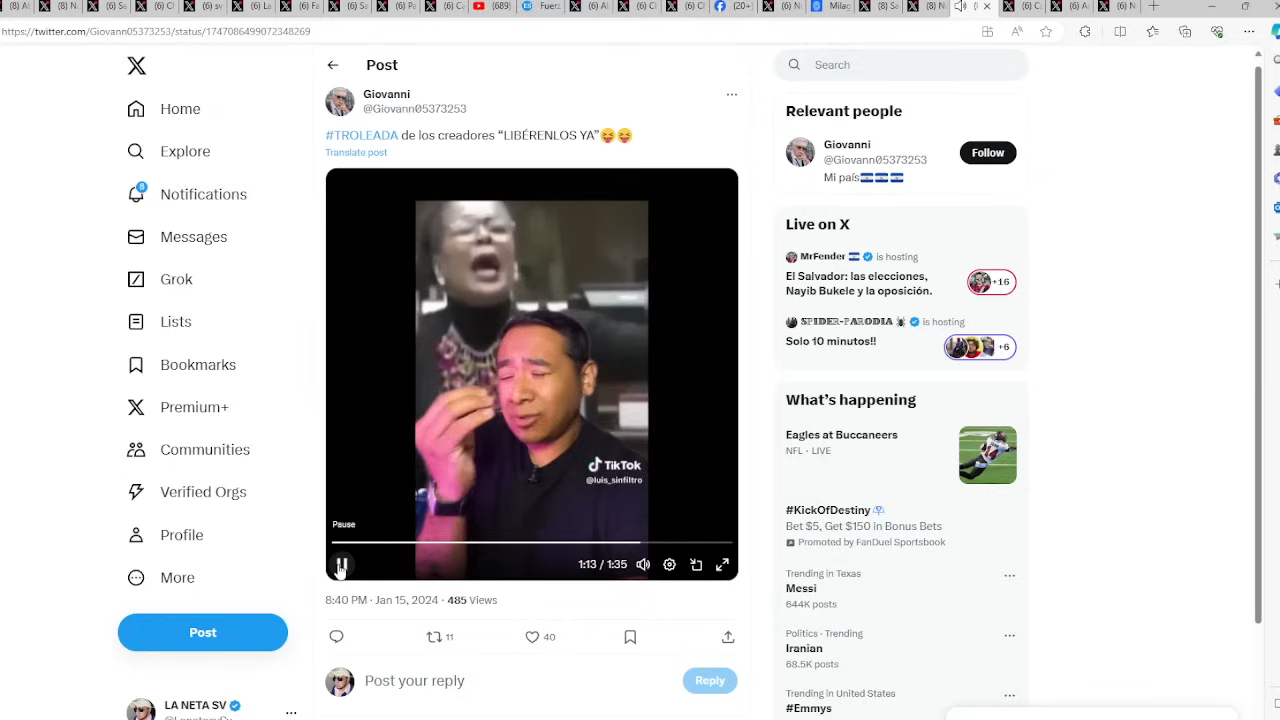 https://twitter.com/Giovann05373253/status/1747086499072348269
Home
Explore
8
Notifications
Messages
Grok
Lists
Bookmarks
Premium+
Communities
Verified Orgs
Profile
More
Post
LA NETA SV
Post
Giovanni
@Giovann05373253
#TROLEADA de los creadores “LIBÉRENLOS YA”😝😝
Translate post
TikTok
@luis_sinfiltro
Pause
1:13 / 1:35
8:40 PM · Jan 15, 2024 · 485 Views
11
40
Post your reply
Reply
Search
Relevant people
Giovanni
@Giovann05373253
Follow
Mi país🇭🇳🇭🇳🇭🇳
Live on X
MrFender is hosting
El Salvador: las elecciones,
Nayib Bukele y la oposición.
+16
SPIDER-PARODIA is hosting
Solo 10 minutos!!
+6
What’s happening
Eagles at Buccaneers
NFL · LIVE
#KickOfDestiny
Bet $5, Get $150 in Bonus Bets
Promoted by FanDuel Sportsbook
Trending in Texas
Messi
644K posts
Politics · Trending
Iranian
68.5K posts
Trending in United States
#Emmys